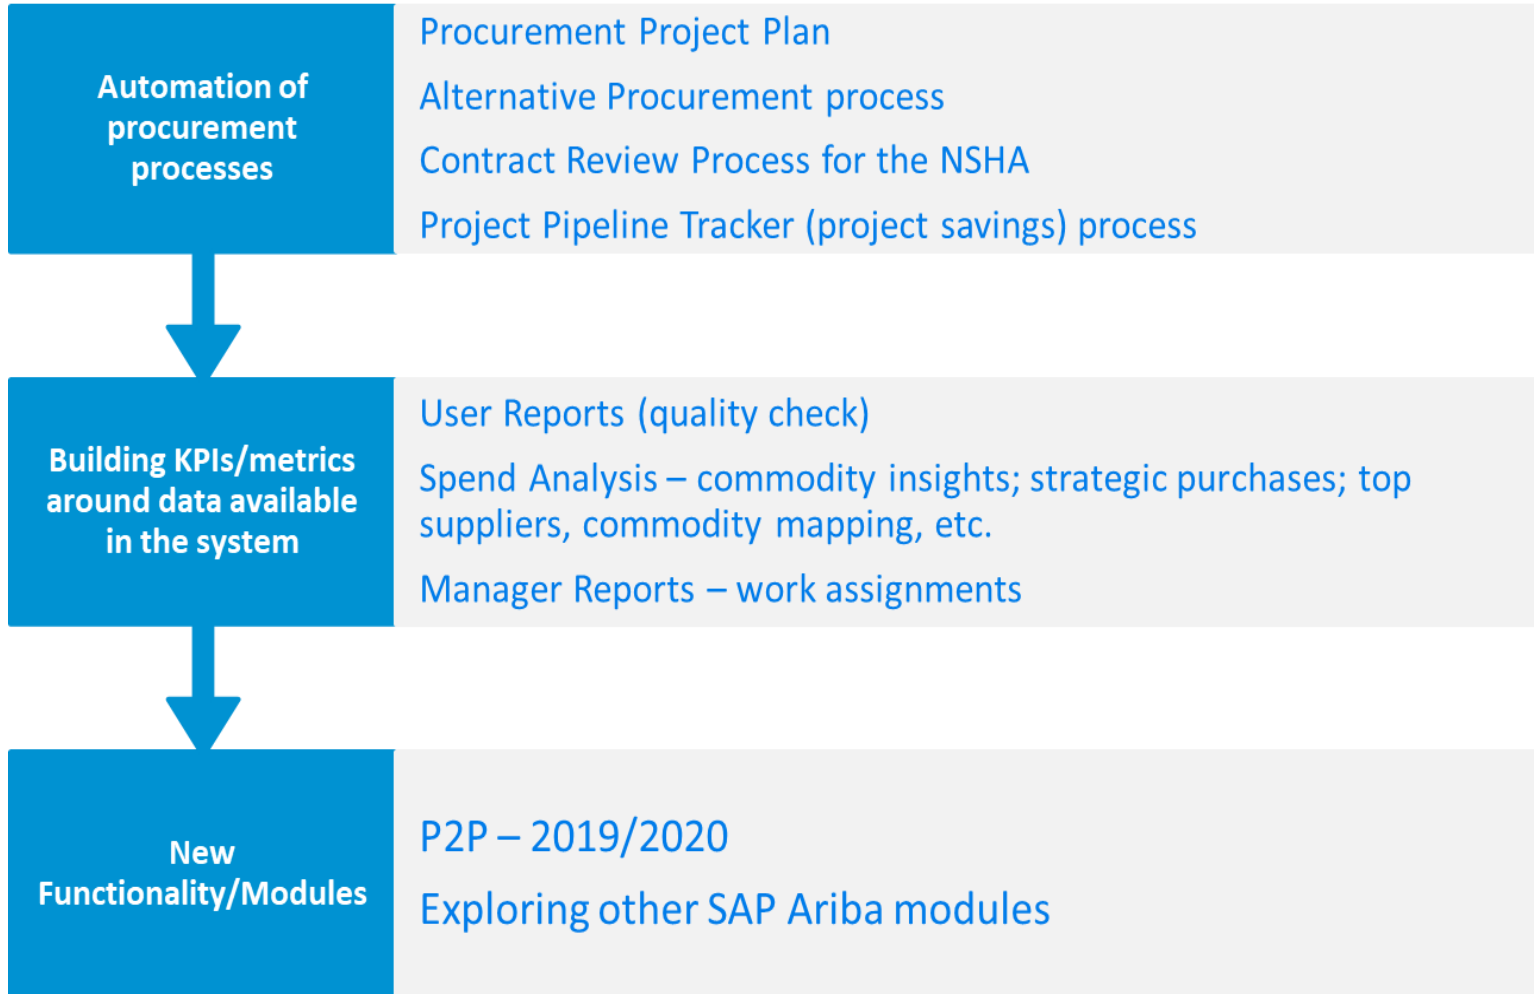 Automation of
procurement
processes
Procurement Project Plan
Alternative Procurement process
Contract Review Process for the NSHA
Project Pipeline Tracker (project savings) process
Building KPIs/metrics
around data available
in the system
User Reports (quality check)
Spend Analysis – commodity insights; strategic purchases; top
suppliers, commodity mapping, etc.
Manager Reports – work assignments
New
Functionality/Modules
P2P – 2019/2020
Exploring other SAP Ariba modules